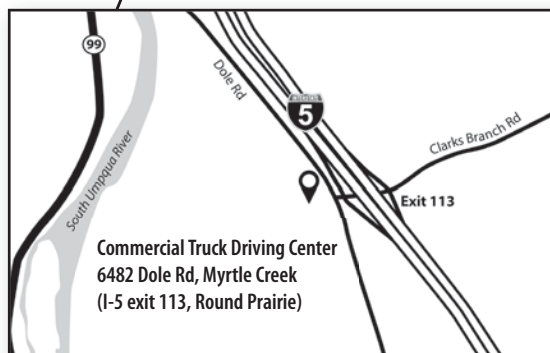 99
Dole Rd
INTERSTATE
5
Clarks Branch Rd
South Umpqua River
Exit 113
Commercial Truck Driving Center
6482 Dole Rd, Myrtle Creek
(I-5 exit 113, Round Prairie)